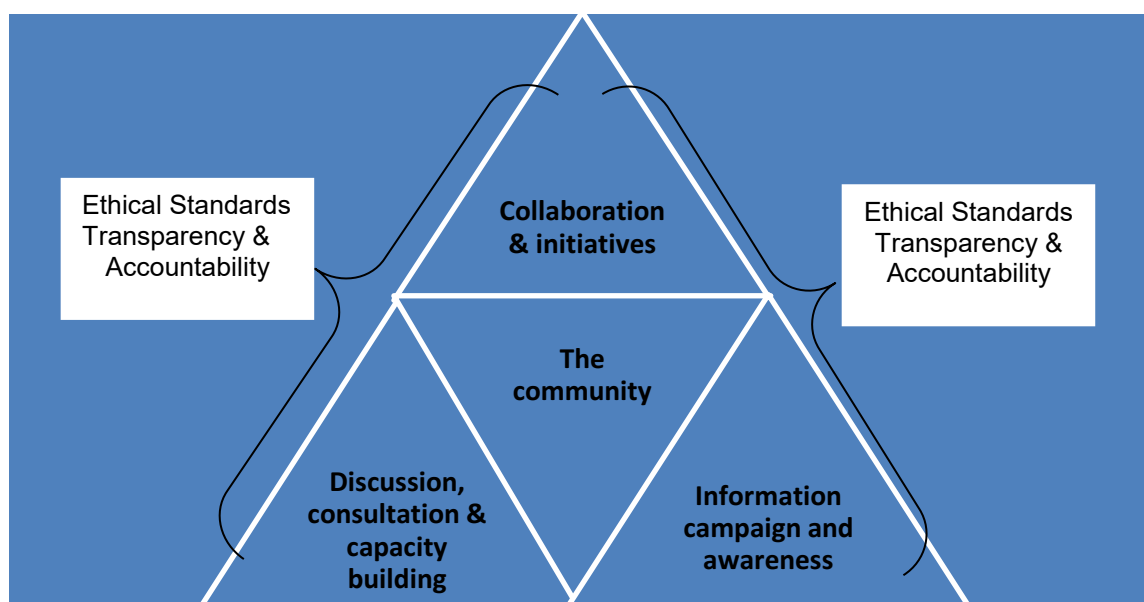 Ethical Standards
Transparency &
Accountability
Collaboration
& initiatives
Ethical Standards
Transparency &
Accountability
The
community
Discussion,
consultation &
capacity
building
Information
campaign and
awareness